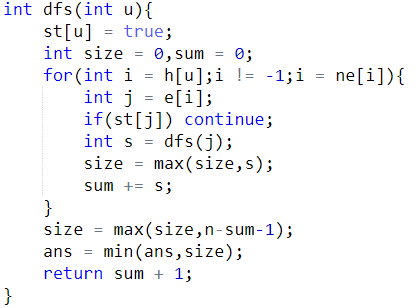 int dfs(int u){
    st[u] = true;
    int size = 0,sum = 0;
    for(int i = h[u];i != -1;i = ne[i]){
        int j = e[i];
        if(st[j]) continue;
        int s = dfs(j);
        size = max(size,s);
        sum += s;
    }
    size = max(size,n-sum-1);
    ans = min(ans,size);
    return sum + 1;
}